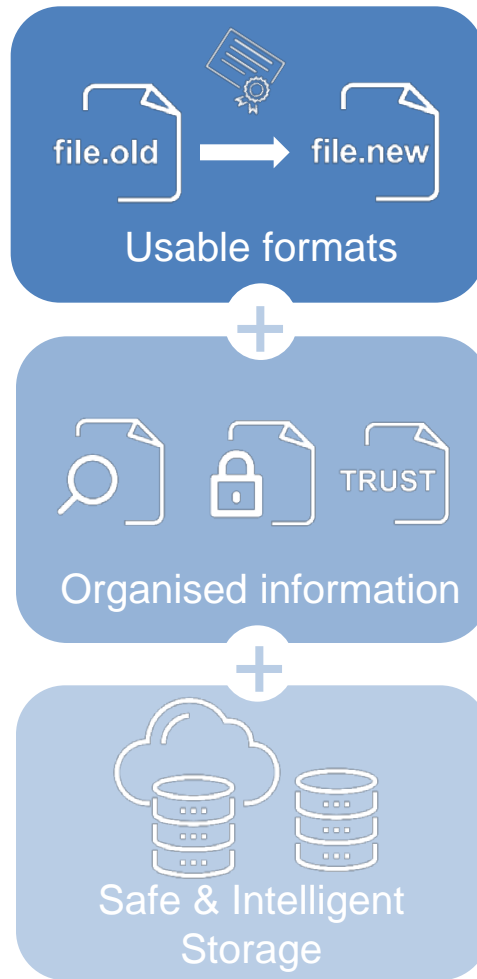 file.old
file.new
Usable formats
+
TRUST
Organised information
+
Safe & Intelligent
Storage